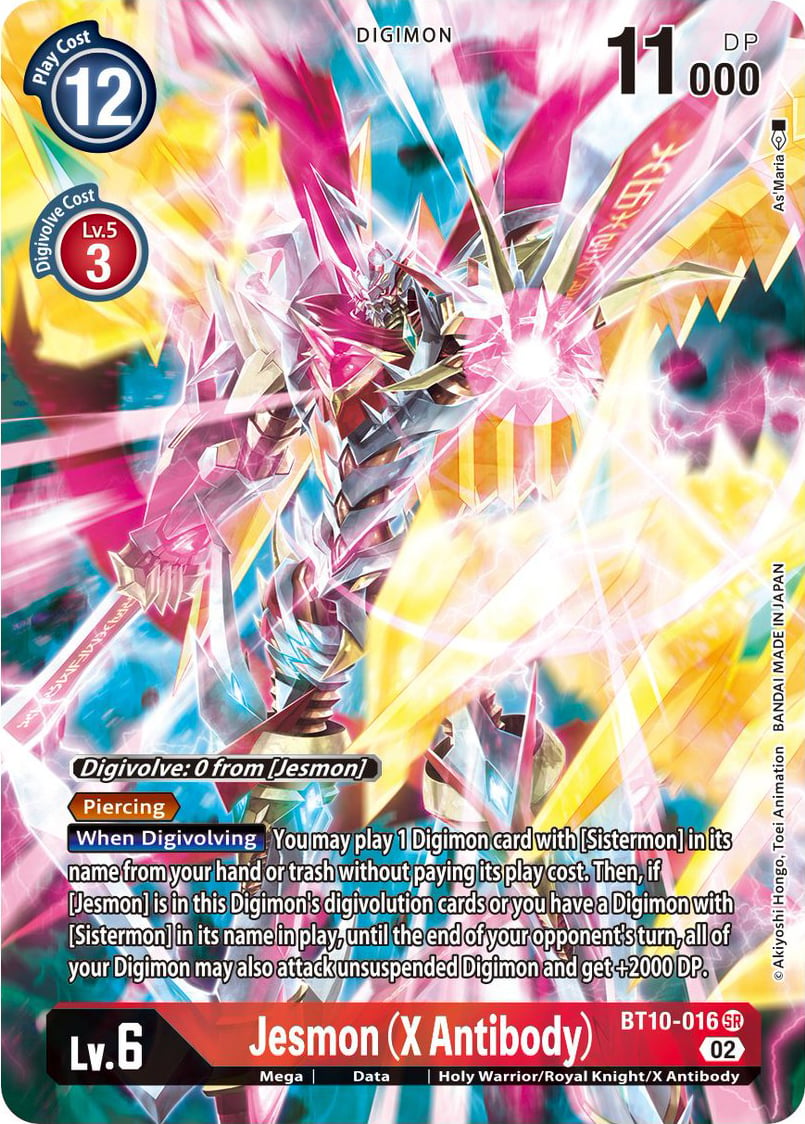 DIGIMON
Play Cost
12
11000
DP
Digivolve Cost
Lv.5
3
As'Maria
Digivolve: 0 from [Jesmon]
Piercing
When Digivolving You may play 1 Digimon card with [Sistermon] in its
name from your hand or trash without paying its play cost. Then, if
[Jesmon] is in this Digimon's digivolution cards or you have a Digimon with
[Sistermon] in its name in play, until the end of your opponent's turn, all of
your Digimon may also attack unsuspended Digimon and get +2000 DP.
© Akiyoshi Hongo, Toei Animation BANDAI MADE IN JAPAN
Lv.6
Jesmon (X Antibody)
BT10-016 SR
02
Mega | Data | Holy Warrior/Royal Knight/X Antibody